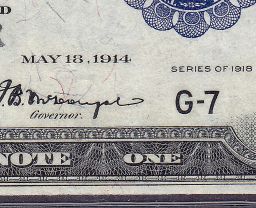 D
MAY 18, 1914
SERIES OF 1918
G-7
Governor.
NOTE ONE